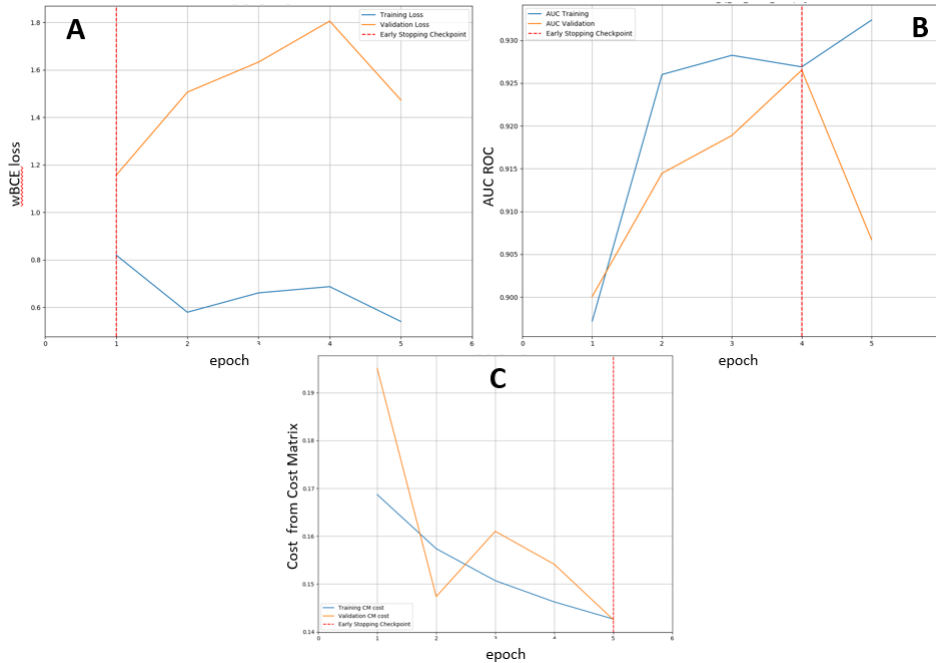 A
Training Loss
Validation Loss
Early Stopping Checkpoint
1.8
1.6
1.4
1.2
1.0
0.8
0.6
wBCE loss
0 1 2 3 4 5 6
epoch
B
AUC Training
AUC Validation
Early Stopping Checkpoint
0.930
0.925
0.920
0.915
0.910
0.905
0.900
AUC ROC
0 1 2 3 4 5
epoch
C
0.19
0.18
0.17
0.16
0.15
0.14
Cost from Cost Matrix
Training CM cost
Validation CM cost
Early Stopping Checkpoint
0 1 2 3 4 5 6
epoch